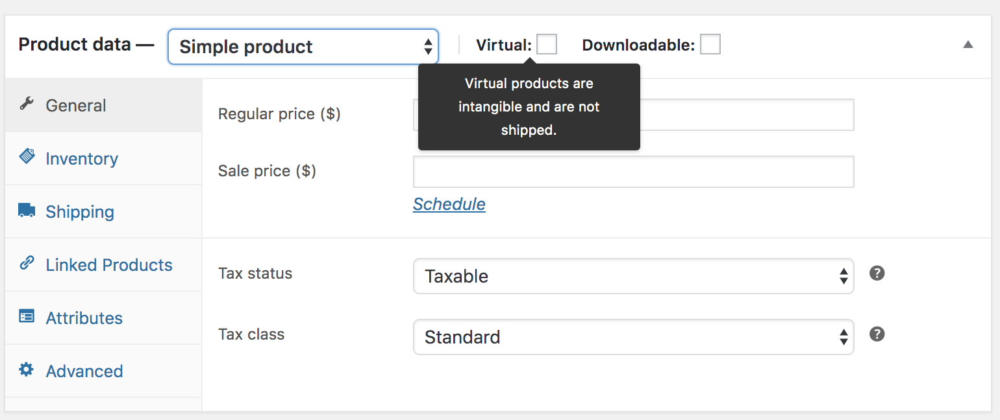 Product data — Simple product Virtual: Downloadable:
Virtual products are
intangible and are not
shipped.
General
Inventory
Shipping
Linked Products
Attributes
Advanced
Regular price ($)
Sale price ($)
Schedule
Tax status Taxable ?
Tax class Standard ?